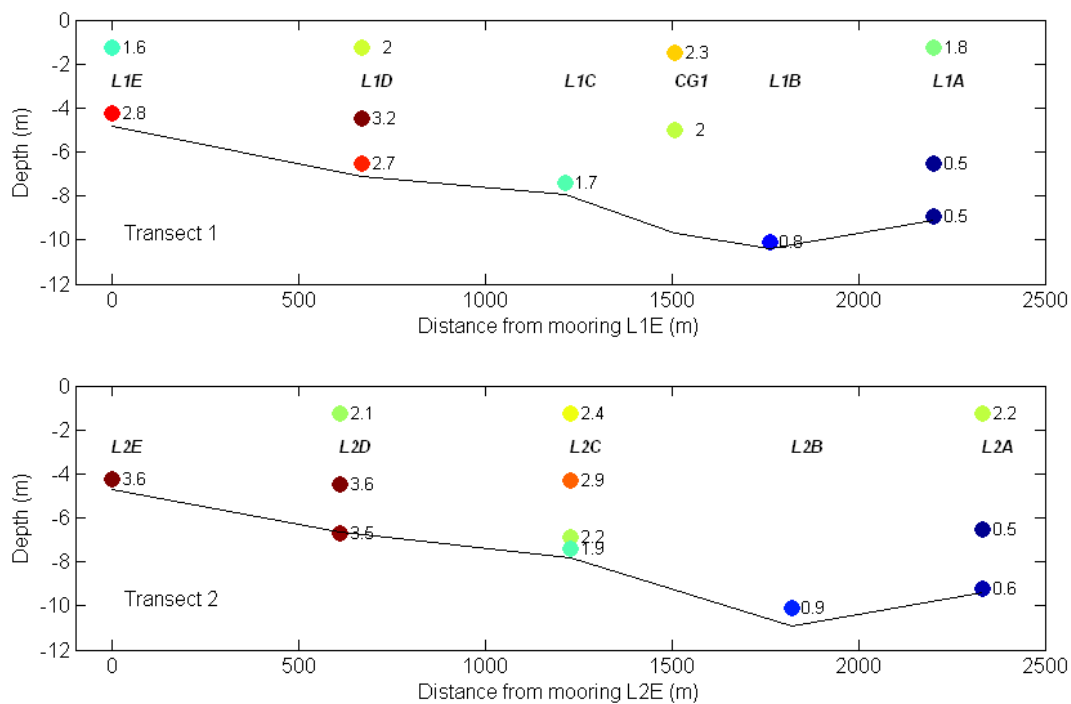 0
1.6 2 2.3 1.8
-2
L1E L1D L1C CG1 L1B L1A
-4
2.8 3.2
2
-6
2.7 0.5
-8
1.7
0.5
Transect 1
-10
0.8
-12
0 500 1000 1500 2000 2500
Depth (m)
Distance from mooring L1E (m)
0
2.1 2.4 2.2
-2
L2E L2D L2C L2B L2A
-4
3.6 3.6 2.9
-6
3.5 2.2 0.5
1.9
-8
0.6
Transect 2
-10
0.9
-12
0 500 1000 1500 2000 2500
Depth (m)
Distance from mooring L2E (m)